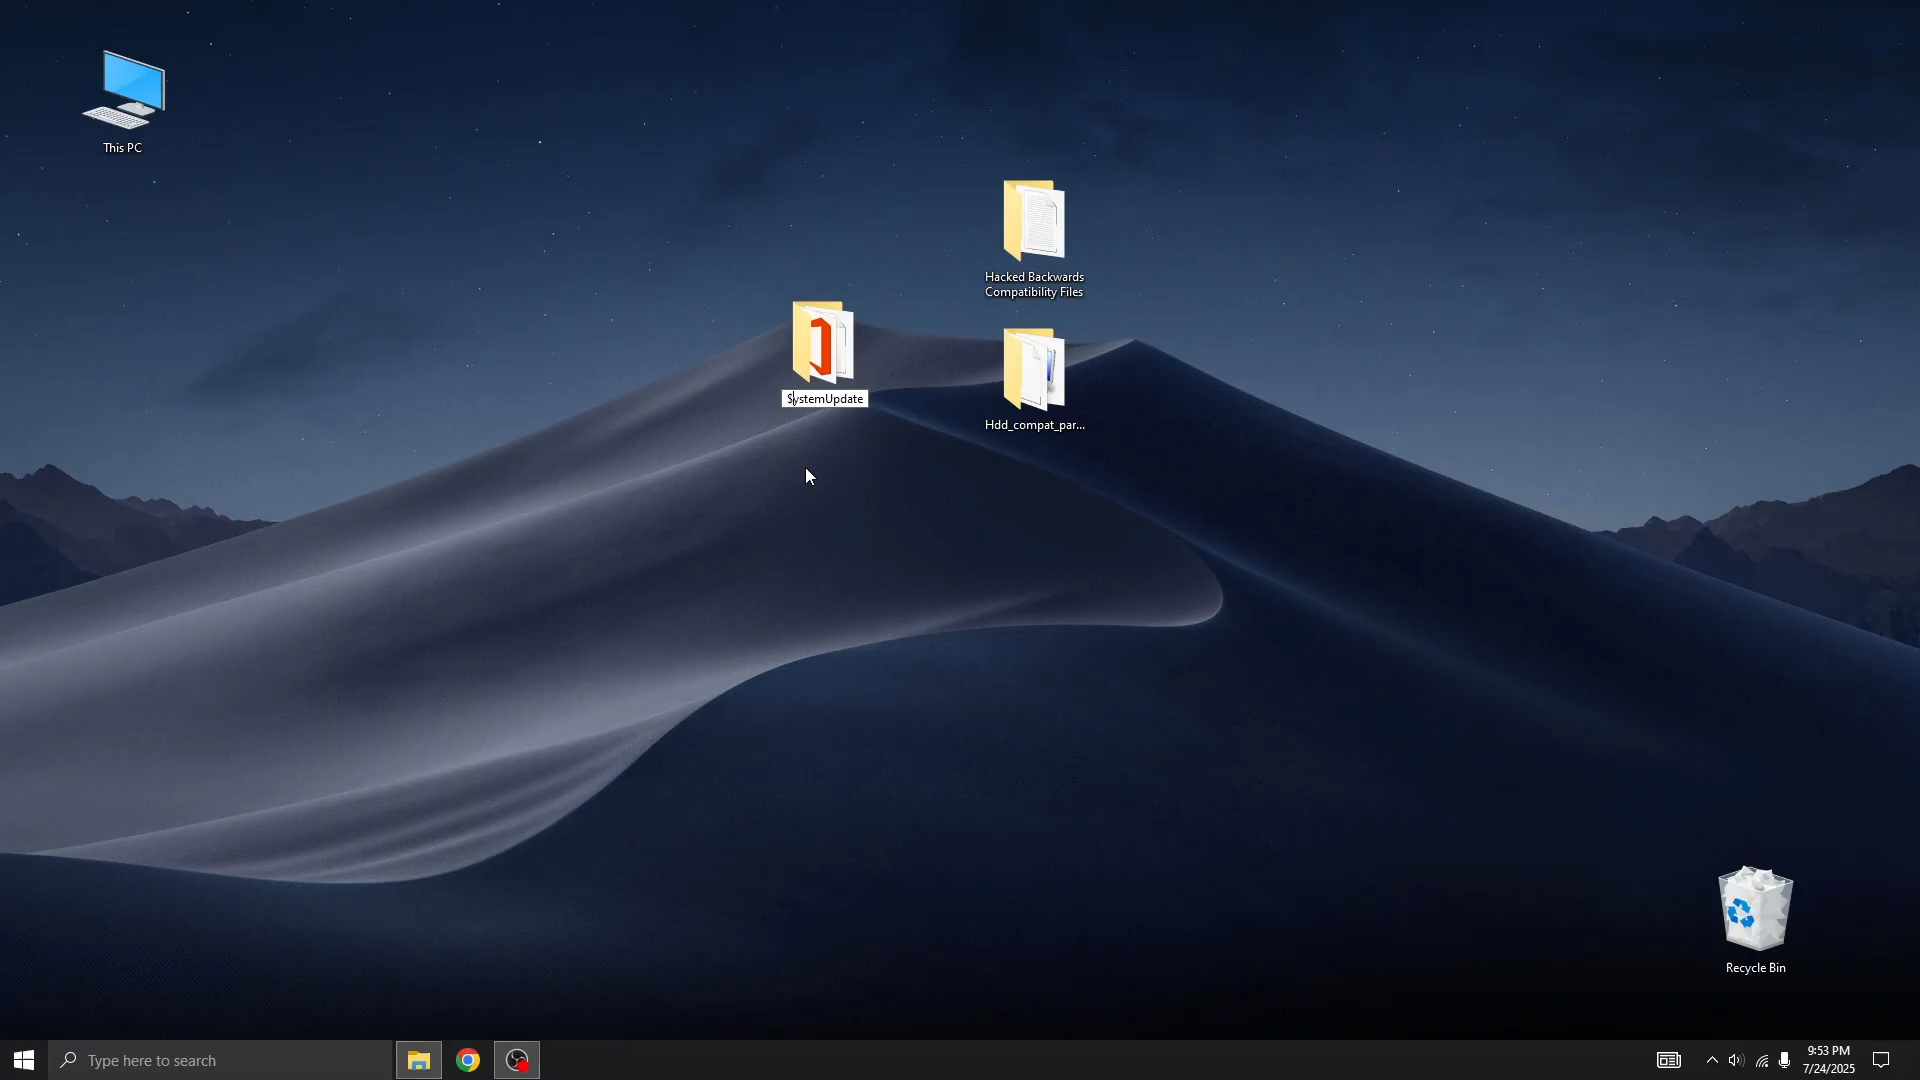 This PC
Hacked Backwards
Compatibility Files
SystemUpdate
Hdd_compat_par...
Recycle Bin
Type here to search
9:53 PM
7/24/2025